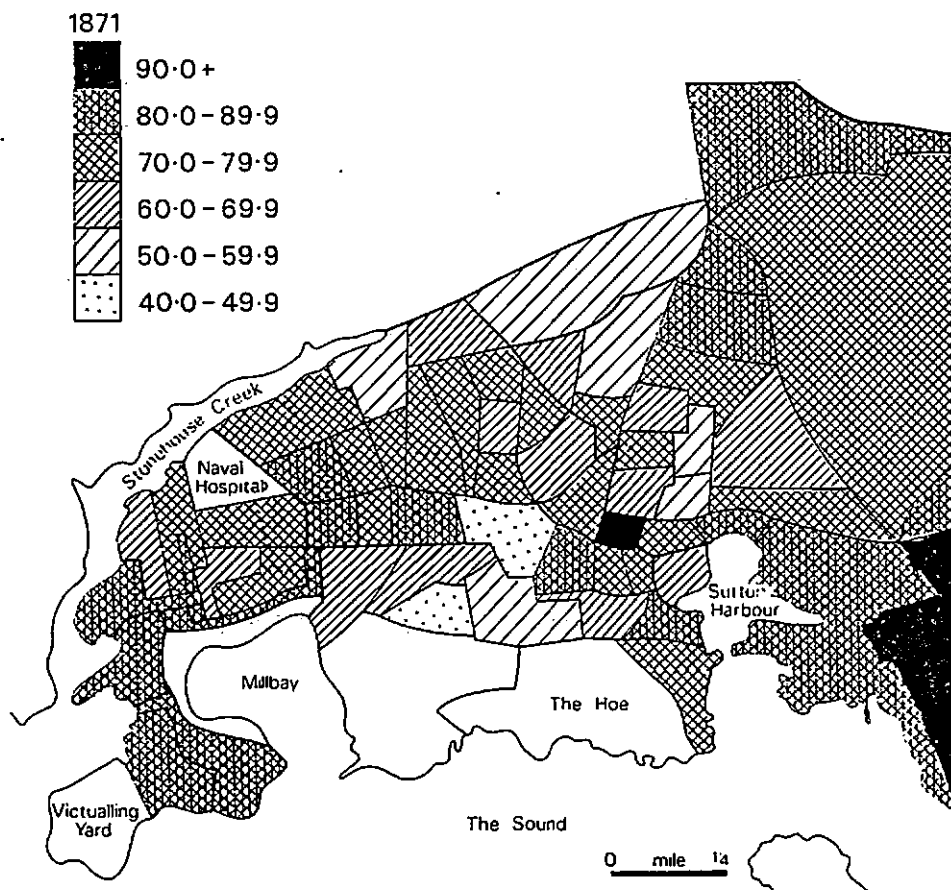 1871
90·0+
80·0-89·9
70·0-79·9
60·0-69·9
50·0-59·9
40·0-49·9
Stonehouse Creek
Naval
Hospital
Sutton
Harbour
Millbay
The Hoe
Victualling
Yard
The Sound
0 mile ¼